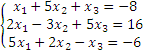 x₁ + 5x₂ + x₃ = −8
2x₁ − 3x₂ + 5x₃ = 16
5x₁ + 2x₂ − x₃ = −6